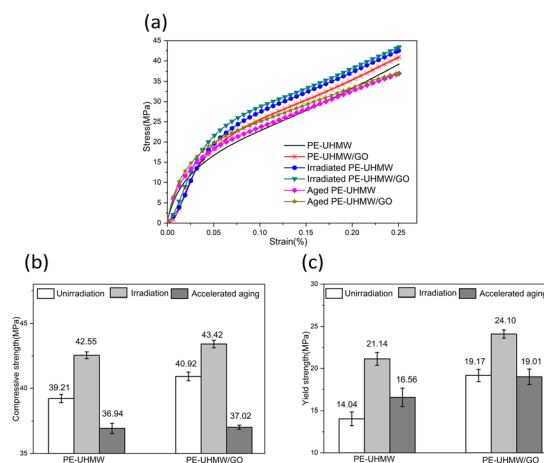 (a)
45
40
35
30
25
20
15
10
5
0
Stress(MPa)
PE-UHMW
PE-UHMW/GO
Irradiated PE-UHMW
Irradiated PE-UHMW/GO
Aged PE-UHMW
Aged PE-UHMW/GO
0.00 0.05 0.10 0.15 0.20 0.25
Strain(%)
(b)
Unirradiation Irradiation Accelerated aging
Compressive strength(MPa)
42.5
35
39.21
42.55
36.94
40.92
43.42
37.02
PE-UHMW PE-UHMW/GO
(c)
Unirradiation Irradiation Accelerated aging
Yield strength(MPa)
30
25
20
15
10
14.04
21.14
16.56
19.17
24.10
19.01
PE-UHMW PE-UHMW/GO